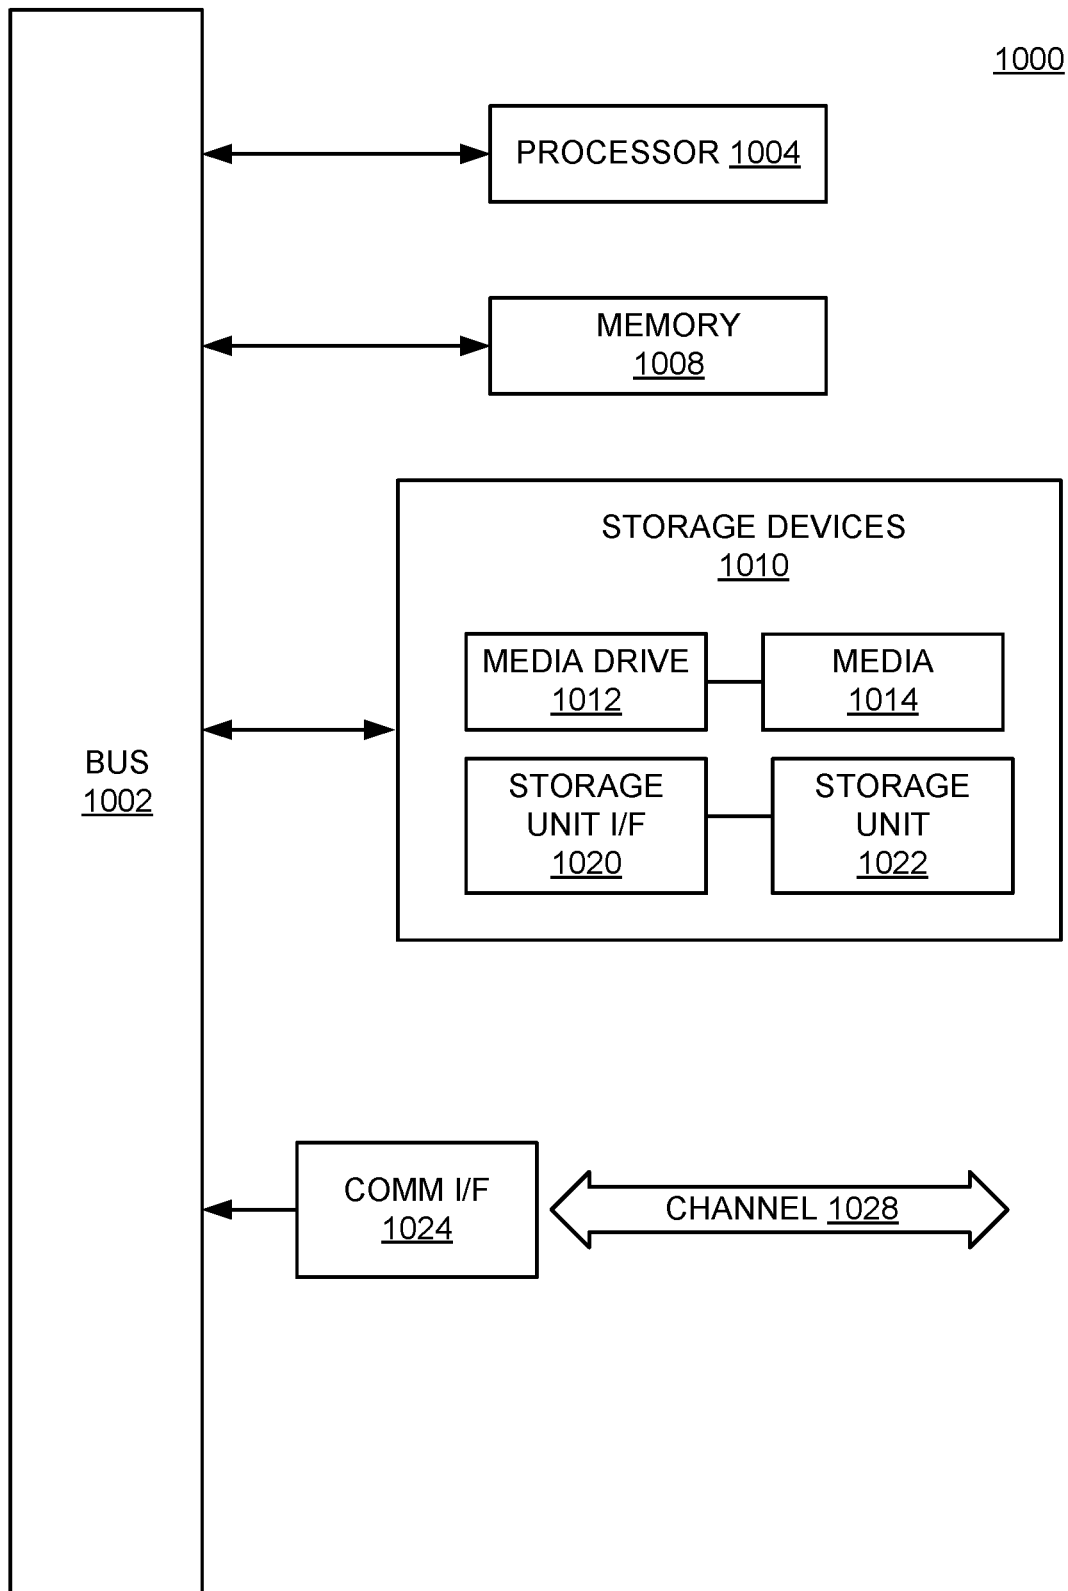 1000
PROCESSOR 1004
MEMORY
1008
STORAGE DEVICES
1010
MEDIA DRIVE
1012
MEDIA
1014
BUS
1002
STORAGE
UNIT I/F
1020
STORAGE
UNIT
1022
COMM I/F
1024
CHANNEL 1028